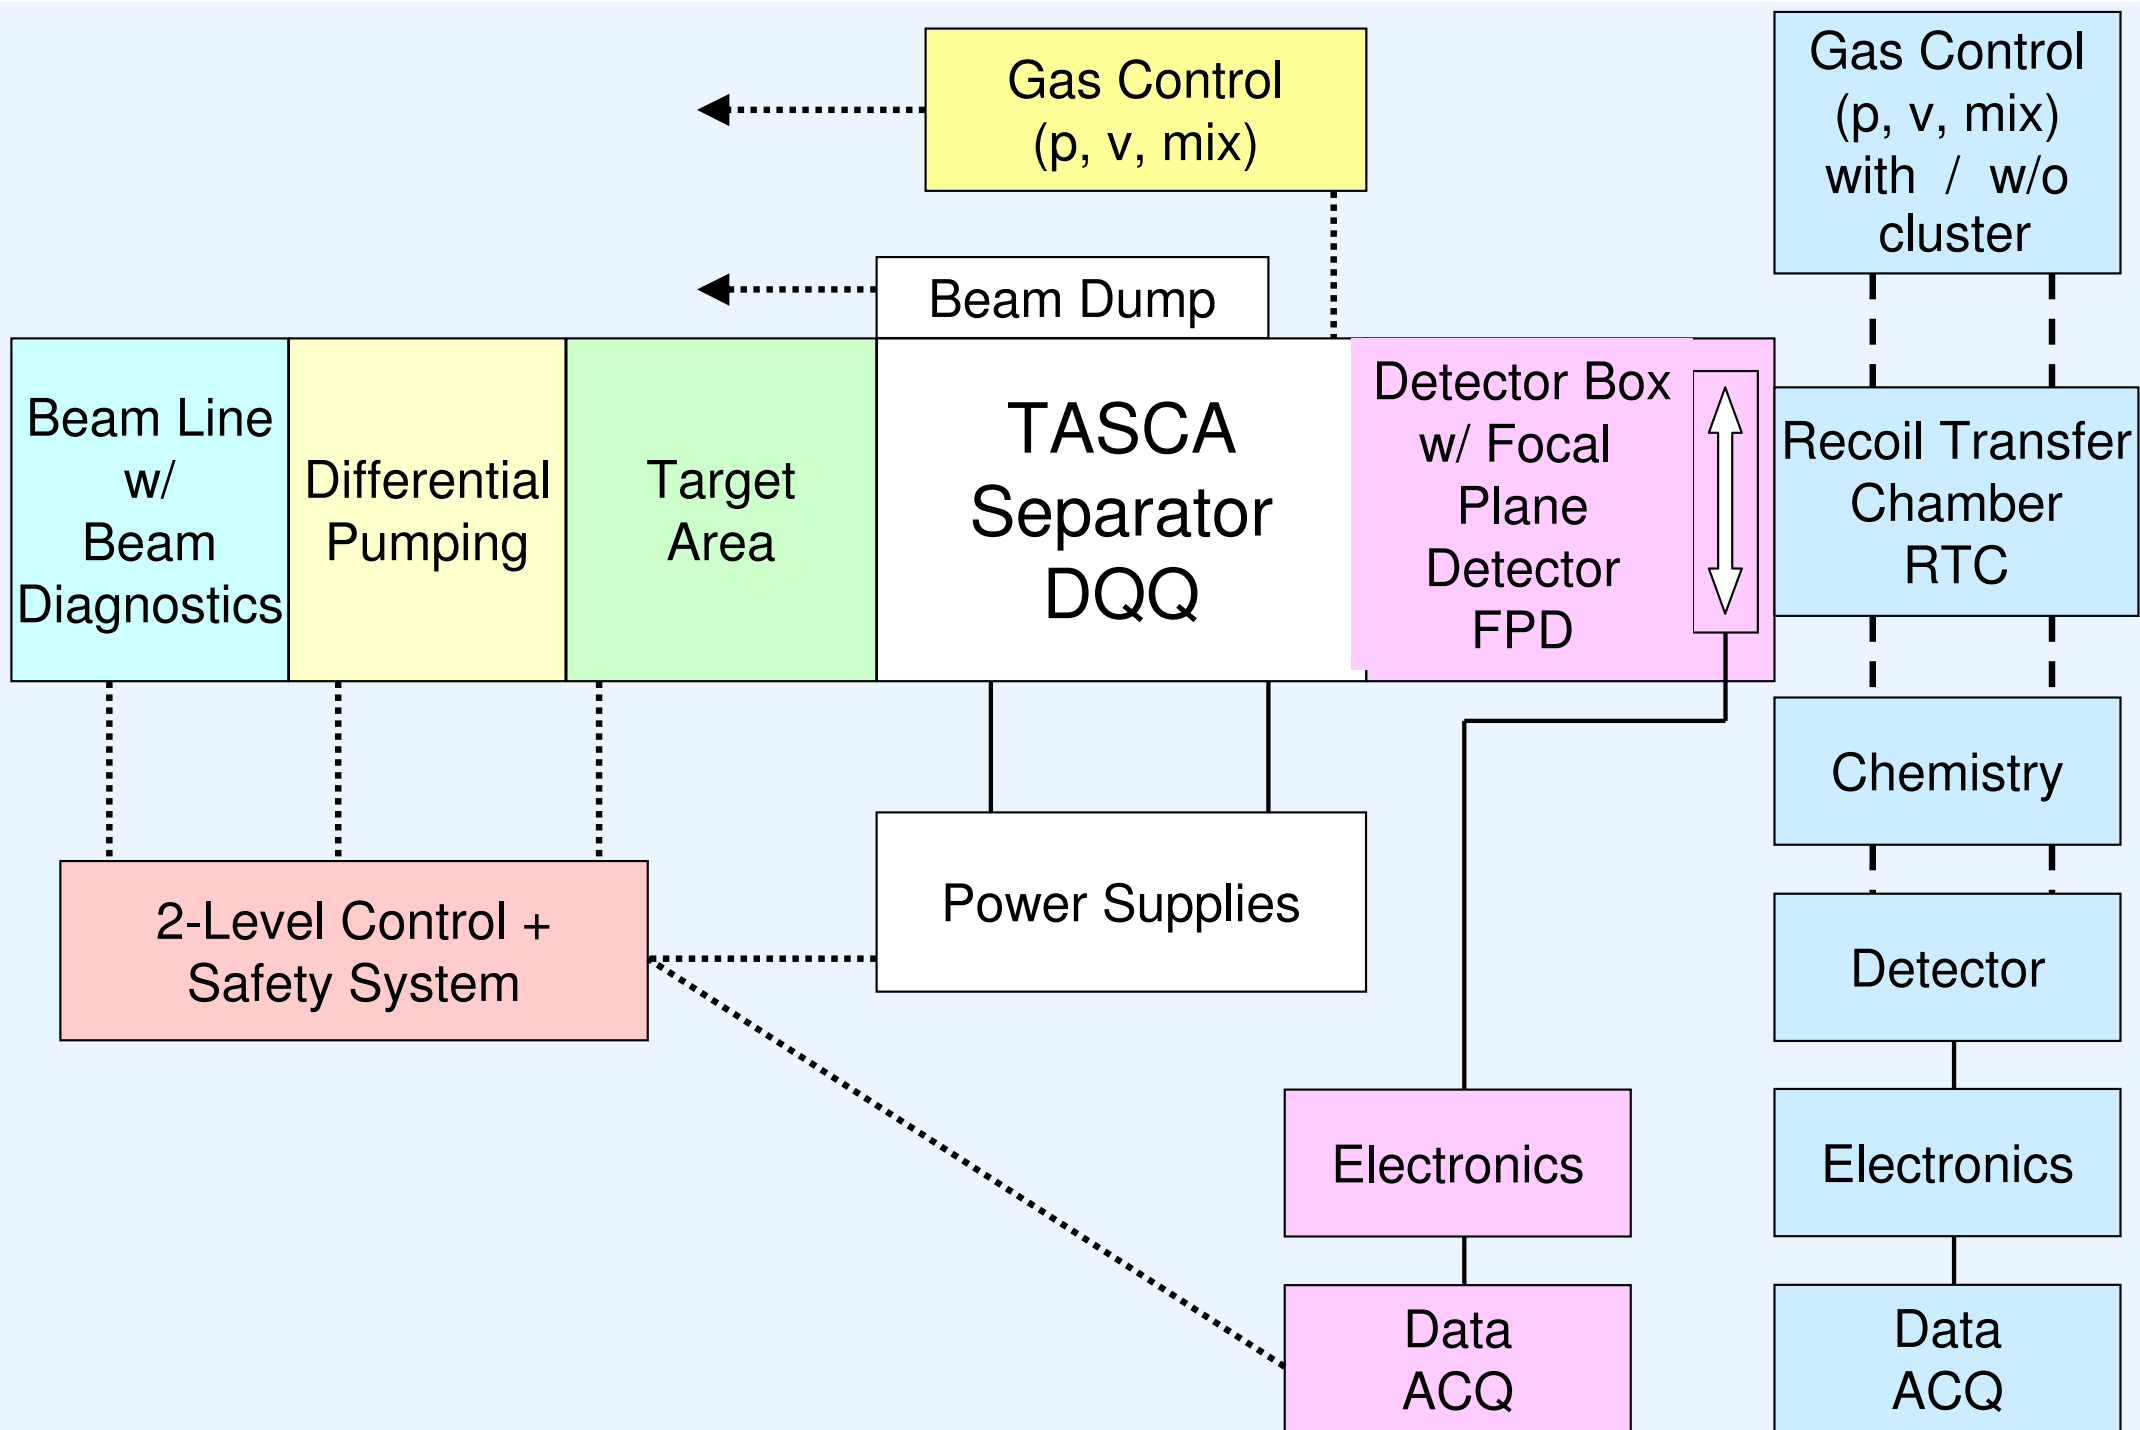 Gas Control
(p, v, mix)
Gas Control
(p, v, mix)
with / w/o
cluster
Beam Dump
Beam Line
w/
Beam
Diagnostics
Differential
Pumping
Target
Area
TASCA
Separator
DQQ
Detector Box
w/ Focal
Plane
Detector
FPD
Recoil Transfer
Chamber
RTC
Chemistry
2-Level Control +
Safety System
Power Supplies
Detector
Electronics
Electronics
Data
ACQ
Data
ACQ